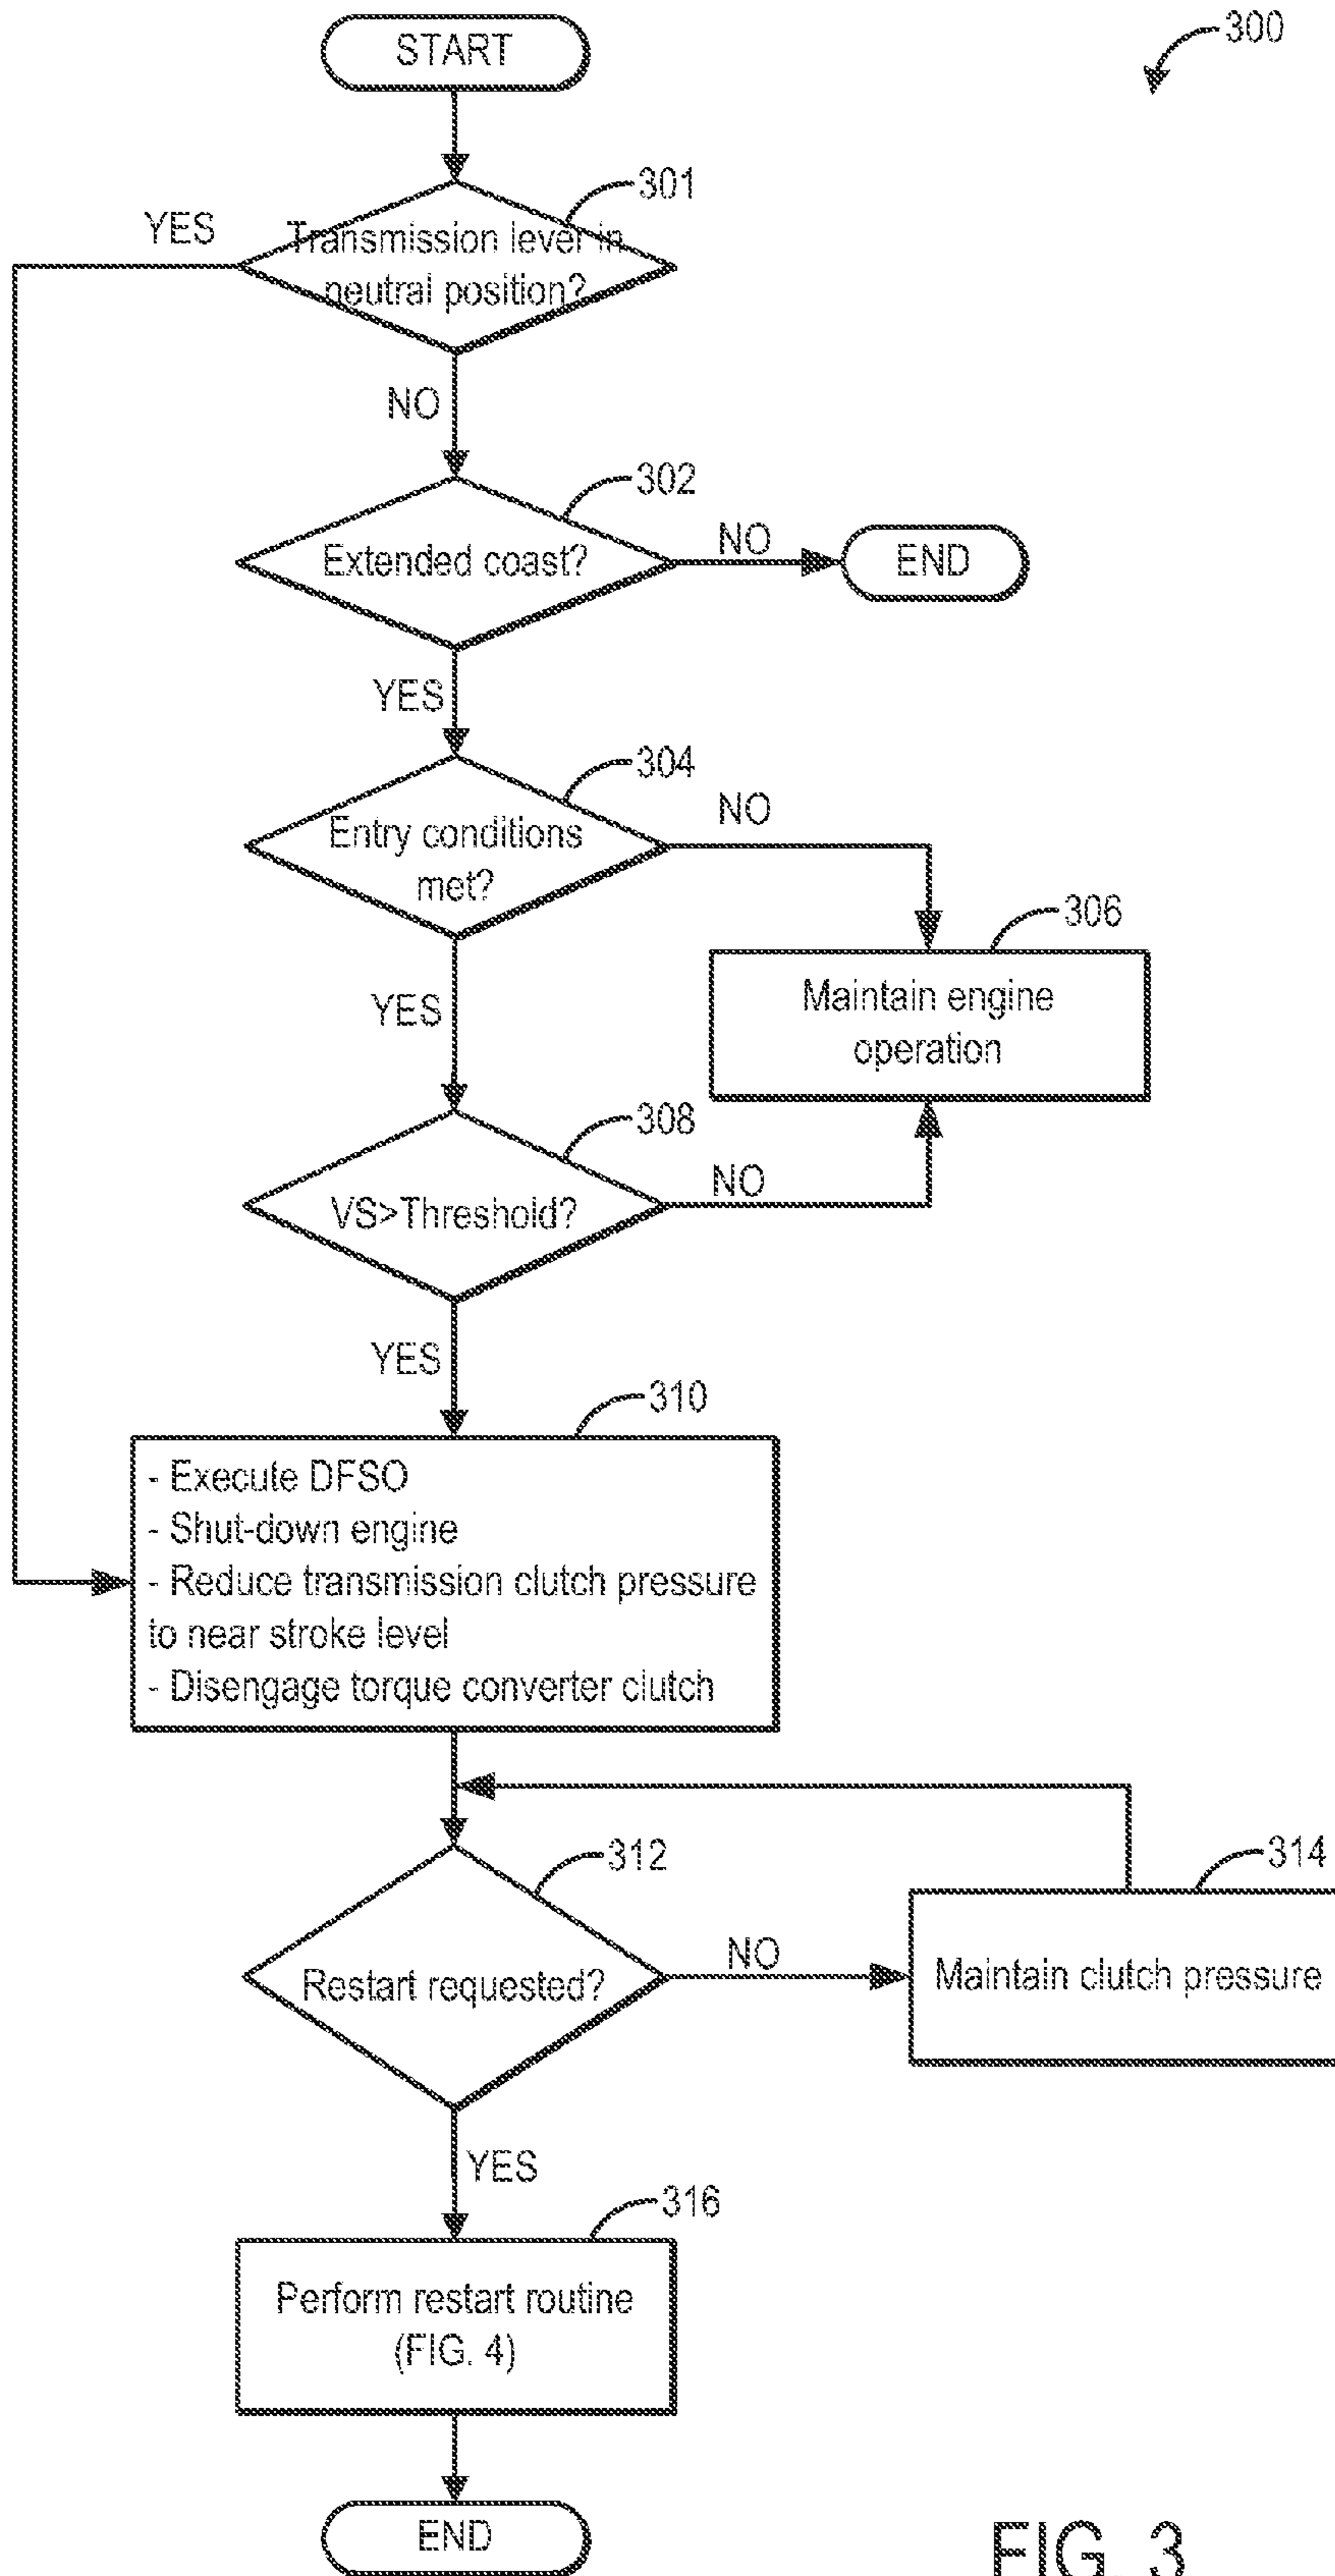 START
300
301
YES
Transmission lever in
neutral position?
NO
302
Extended coast?
NO
END
YES
304
Entry conditions
met?
NO
306
Maintain engine
operation
YES
308
VS>Threshold?
NO
YES
310
- Execute DFSO
- Shut-down engine
- Reduce transmission clutch pressure
to near stroke level
- Disengage torque converter clutch
312
314
Restart requested?
NO
Maintain clutch pressure
YES
316
Perform restart routine
(FIG. 4)
END
FIG. 3